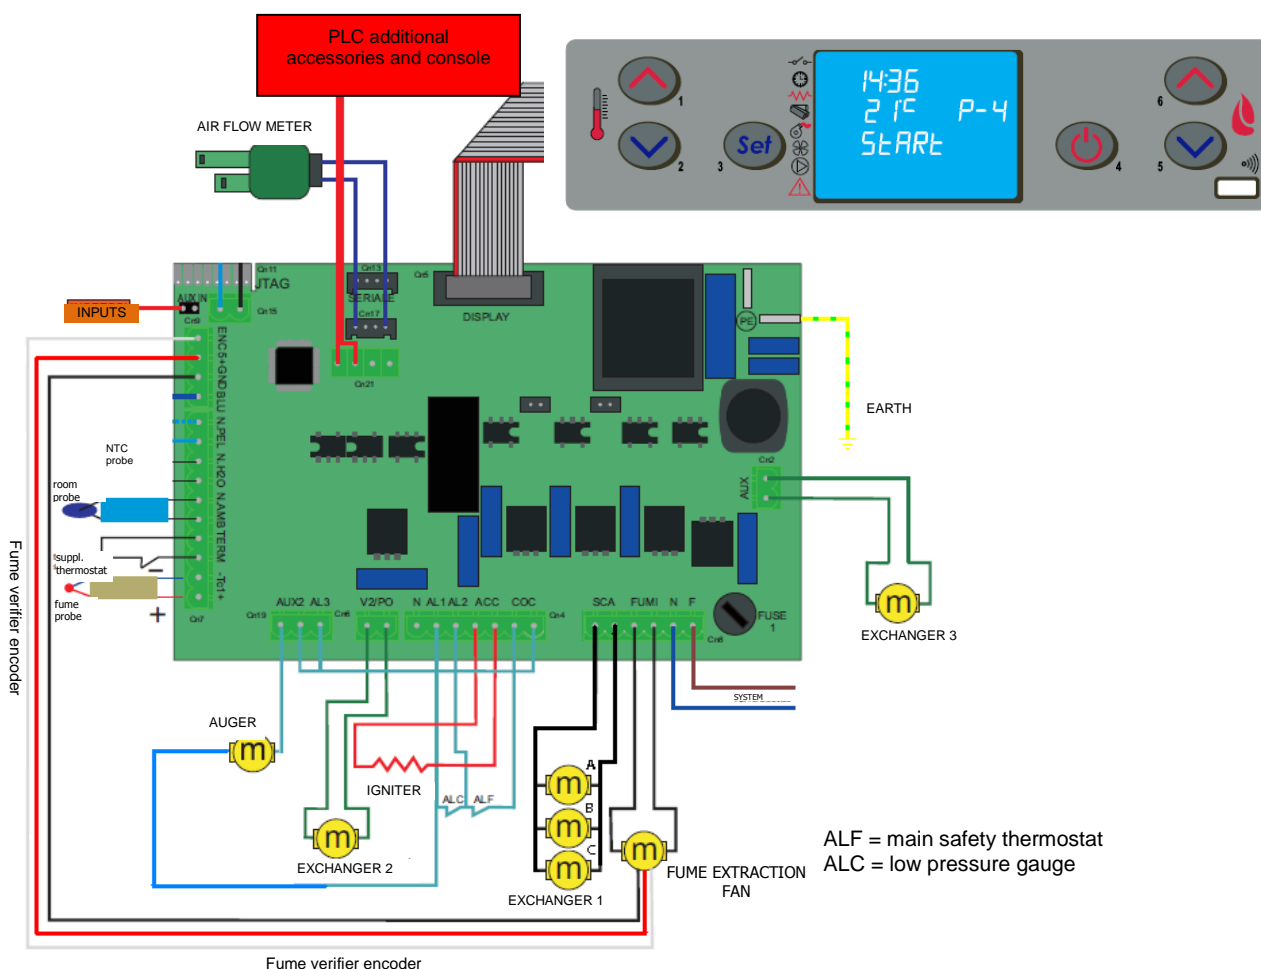 PLC additional
accessories and console
AIR FLOW METER
14:36
21°C P-4
StARt
1
2
3
Set
4
5
6
Cn11
JTAG
AUX IN
INPUTS
Cn9
Cn15
Cn13
SERIALE
Cn17
Cn5
DISPLAY
Cn21
PE
EARTH
ENC5+GND BLU N.PEL N.H2O N.AMB TERM -Tc1+
NTC
probe
room
probe
suppl.
thermostat
fume
probe
-
+
Cn7
Cn2
AUX
m
EXCHANGER 3
Cn19
AUX2 AL3
Cn6
V2/PO
N AL1 AL2 ACC COC
Cn4
SCA FUMI N F
Cn8
FUSE
1
SYSTEM
AUGER
m
IGNITER
ALC
ALF
m
EXCHANGER 2
A
m
B
m
C
m
EXCHANGER 1
m
FUME EXTRACTION
FAN
ALF = main safety thermostat
ALC = low pressure gauge
Fume verifier encoder
Fume verifier encoder